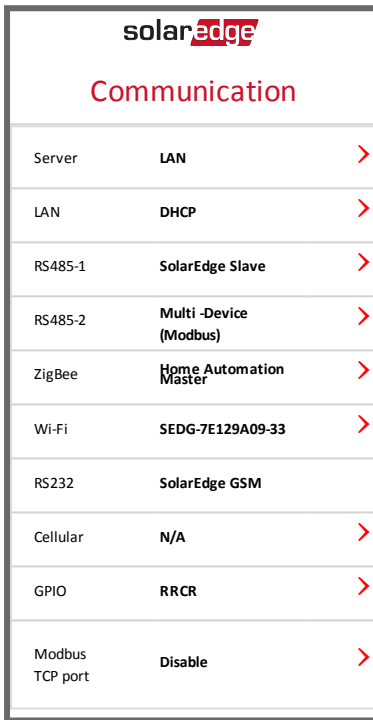 solaredge
Communication
Server LAN
LAN DHCP
RS485-1 SolarEdge Slave
RS485-2 Multi -Device
(Modbus)
ZigBee Home Automation
Master
Wi-Fi SEDG-7E129A09-33
RS232 SolarEdge GSM
Cellular N/A
GPIO RRCR
Modbus
TCP port Disable